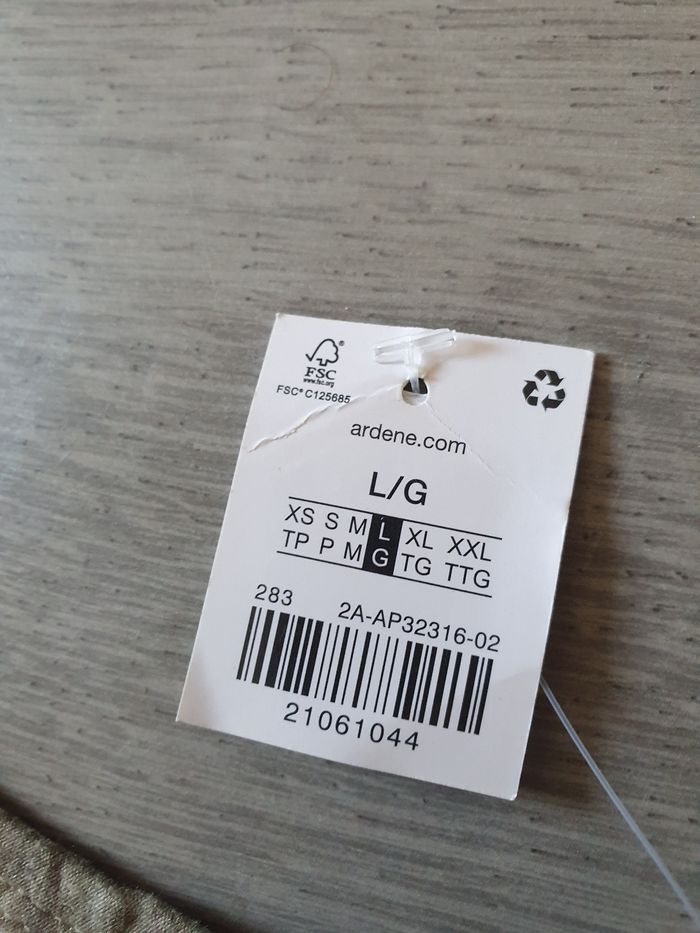 FSC®
www.fsc.org
FSC® C125685
ardene.com
L/G
XS S M L XL XXL
TP P M G TG TTG
283 2A-AP32316-02
21061044